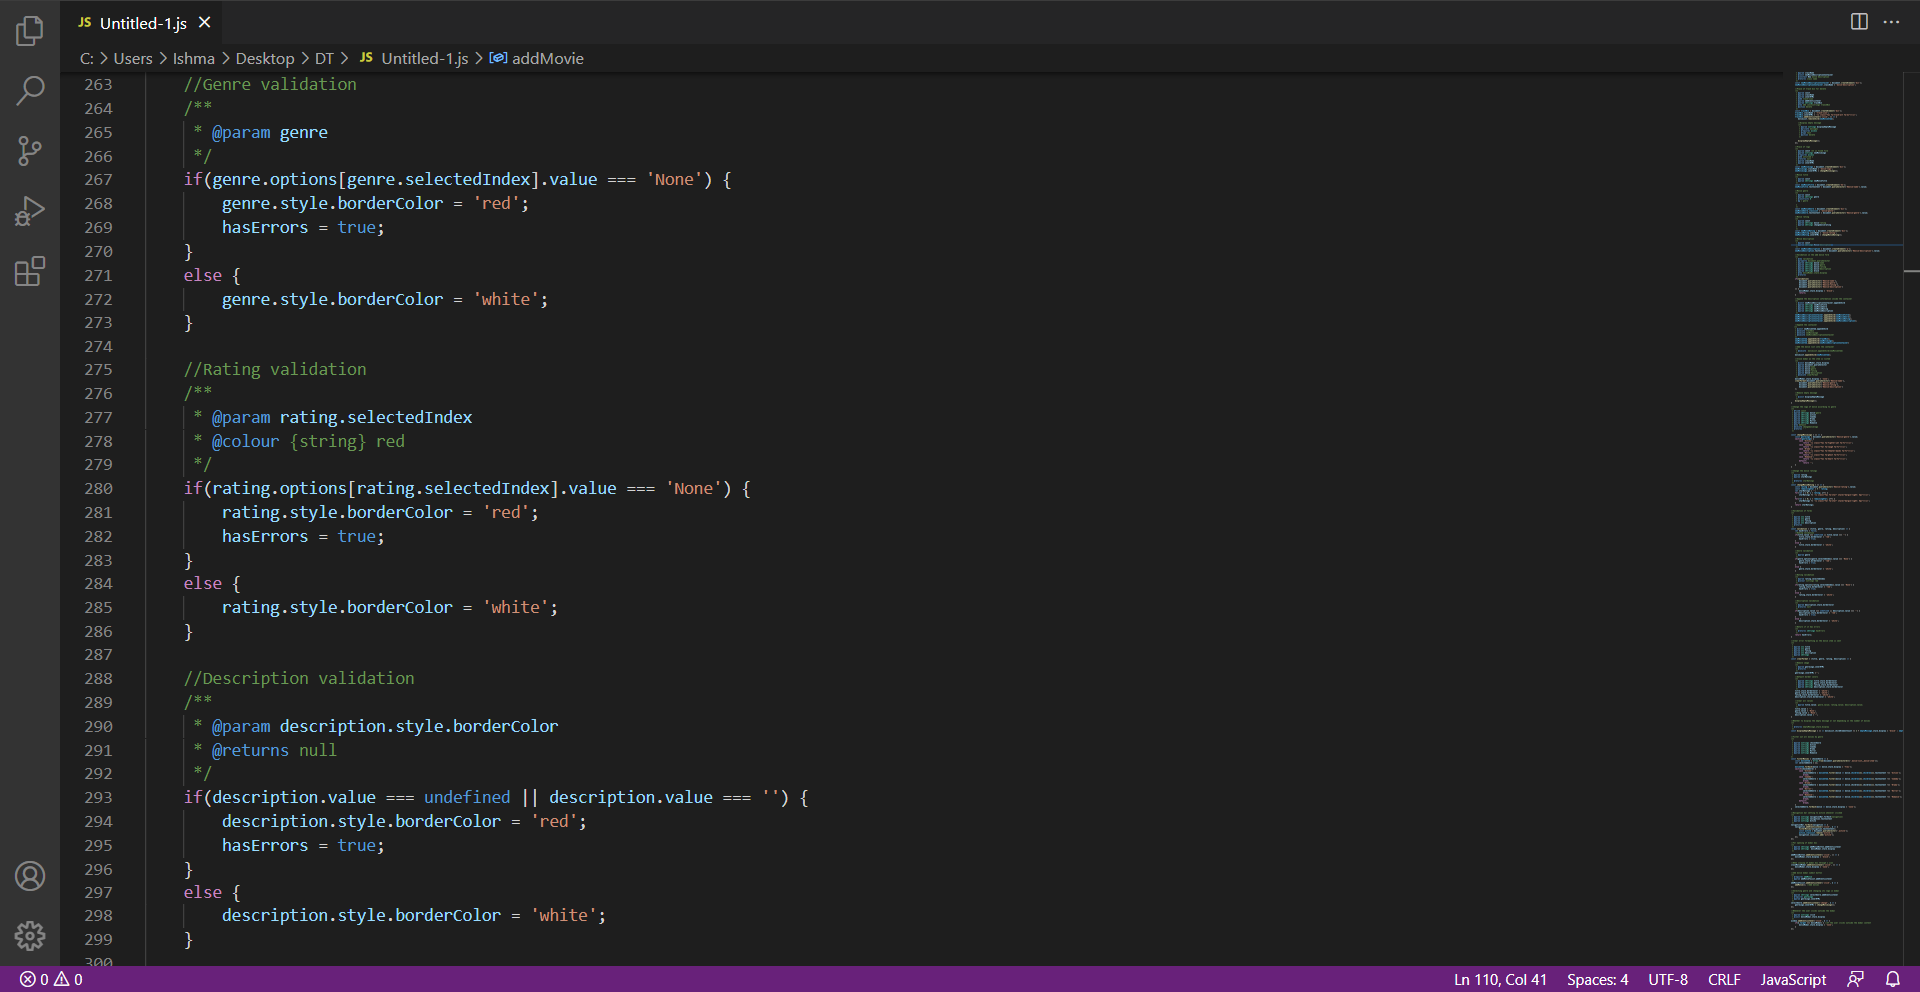 JS Untitled-1.js ×
C: > Users > Ishma > Desktop > DT > JS Untitled-1.js > addMovie
263 //Genre validation
264 /**
265 * @param genre
266 */
267 if(genre.options[genre.selectedIndex].value === 'None') {
268 genre.style.borderColor = 'red';
269 hasErrors = true;
270 }
271 else {
272 genre.style.borderColor = 'white';
273 }
274
275 //Rating validation
276 /**
277 * @param rating.selectedIndex
278 * @colour {string} red
279 */
280 if(rating.options[rating.selectedIndex].value === 'None') {
281 rating.style.borderColor = 'red';
282 hasErrors = true;
283 }
284 else {
285 rating.style.borderColor = 'white';
286 }
287
288 //Description validation
289 /**
290 * @param description.style.borderColor
291 * @returns null
292 */
293 if(description.value === undefined || description.value === '') {
294 description.style.borderColor = 'red';
295 hasErrors = true;
296 }
297 else {
298 description.style.borderColor = 'white';
299 }
300
0 0 Ln 110, Col 41 Spaces: 4 UTF-8 CRLF JavaScript